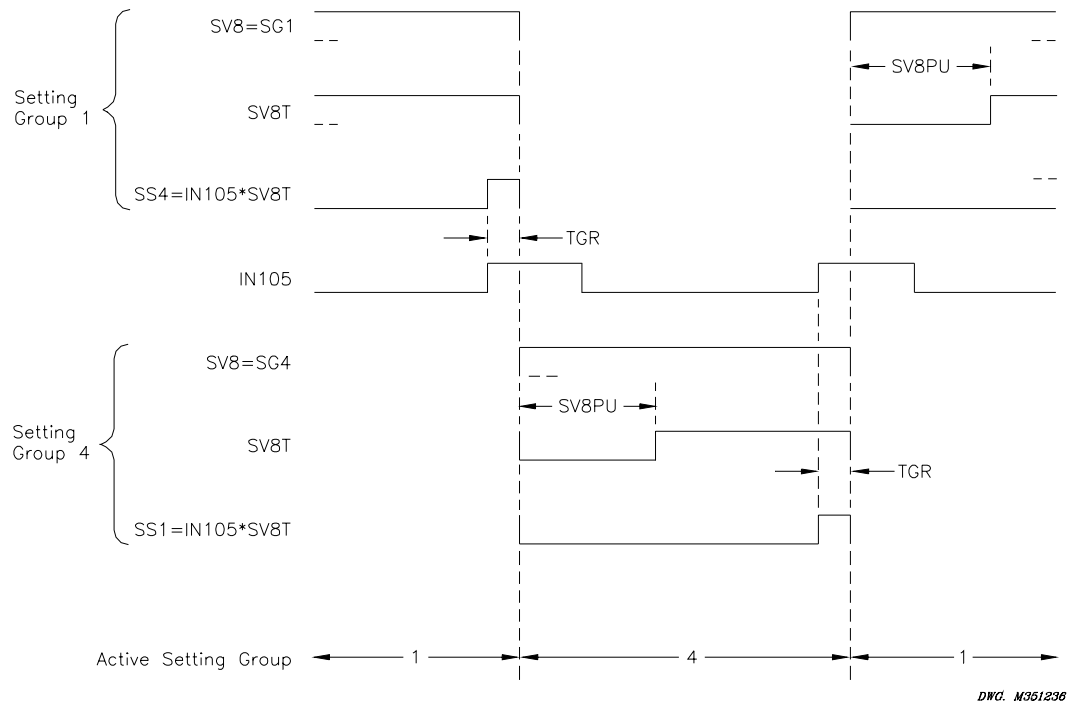 SV8=SG1
SV8PU
Setting
Group 1
SV8T
SS4=IN105*SV8T
TGR
IN105
SV8=SG4
SV8PU
Setting
Group 4
SV8T
TGR
SS1=IN105*SV8T
Active Setting Group
1
4
1
DWG. M351236